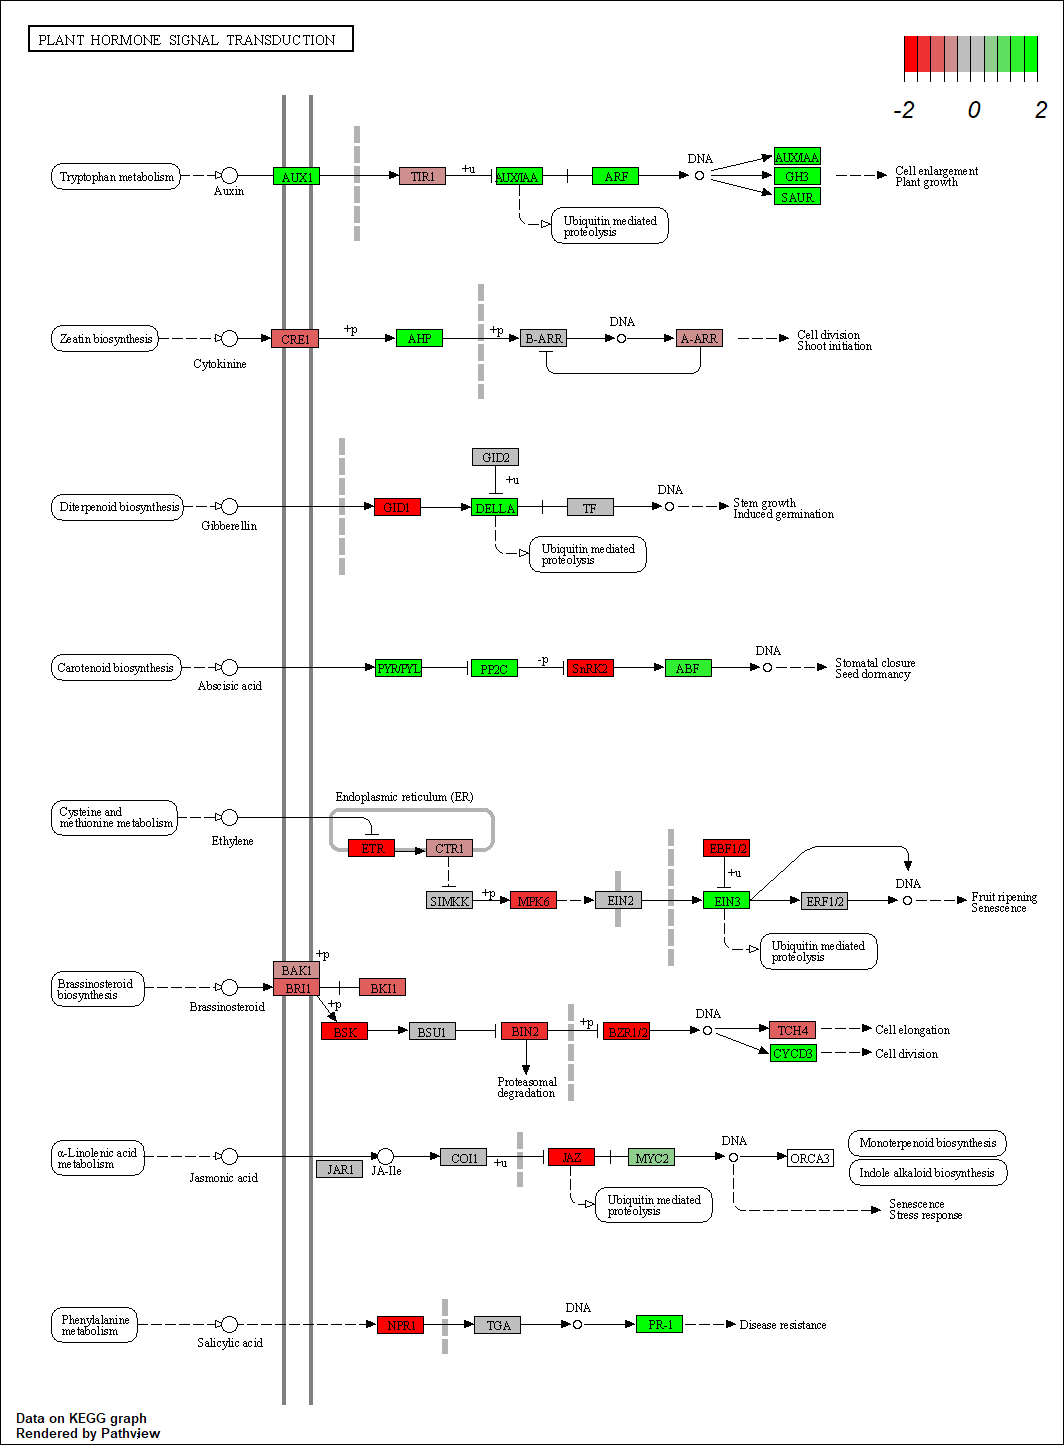 PLANT HORMONE SIGNAL TRANSDUCTION
-2 0 2
Tryptophan metabolism
Auxin
AUX1
TIR1
+u
AUX/IAA
ARF
DNA
AUX/IAA
GH3
SAUR
Cell enlargement
Plant growth
Ubiquitin mediated
proteolysis
Zeatin biosynthesis
Cytokinine
CRE1
+p
AHP
+p
B-ARR
DNA
A-ARR
Cell division
Shoot initiation
GID2
+u
Diterpenoid biosynthesis
Gibberellin
GID1
DELLA
TF
DNA
Stem growth
Induced germination
Ubiquitin mediated
proteolysis
Carotenoid biosynthesis
Abscisic acid
PYR/PYL
PP2C
-p
SnRK2
ABF
DNA
Stomatal closure
Seed dormancy
Endoplasmic reticulum (ER)
Cysteine and
methionine metabolism
Ethylene
ETR
CTR1
EBF1/2
+u
SIMKK
+p
MPK6
EIN2
EIN3
ERF1/2
DNA
Fruit ripening
Senescence
Ubiquitin mediated
proteolysis
Brassinosteroid
biosynthesis
Brassinosteroid
BAK1
+p
BRI1
BKI1
+p
BSK
BSU1
BIN2
+p
BZR1/2
DNA
TCH4
Cell elongation
CYCD3
Cell division
Proteasomal
degradation
α-Linolenic acid
metabolism
Jasmonic acid
JAR1
JA-Ile
COI1
+u
JAZ
MYC2
DNA
ORCA3
Monoterpenoid biosynthesis
Indole alkaloid biosynthesis
Ubiquitin mediated
proteolysis
Senescence
Stress response
Phenylalanine
metabolism
Salicylic acid
NPR1
TGA
DNA
PR-1
Disease resistance
Data on KEGG graph
Rendered by Pathview